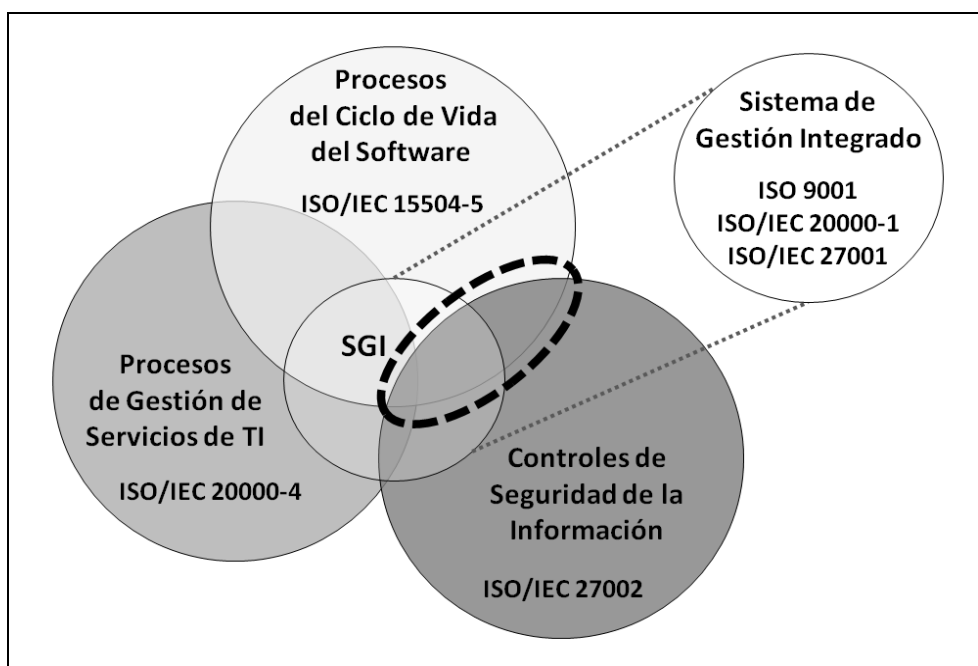 Procesos
del Ciclo de Vida
del Software
ISO/IEC 15504-5
Sistema de
Gestión Integrado
ISO 9001
ISO/IEC 20000-1
ISO/IEC 27001
SGI
Procesos
de Gestión de
Servicios de TI
ISO/IEC 20000-4
Controles de
Seguridad de la
Información
ISO/IEC 27002